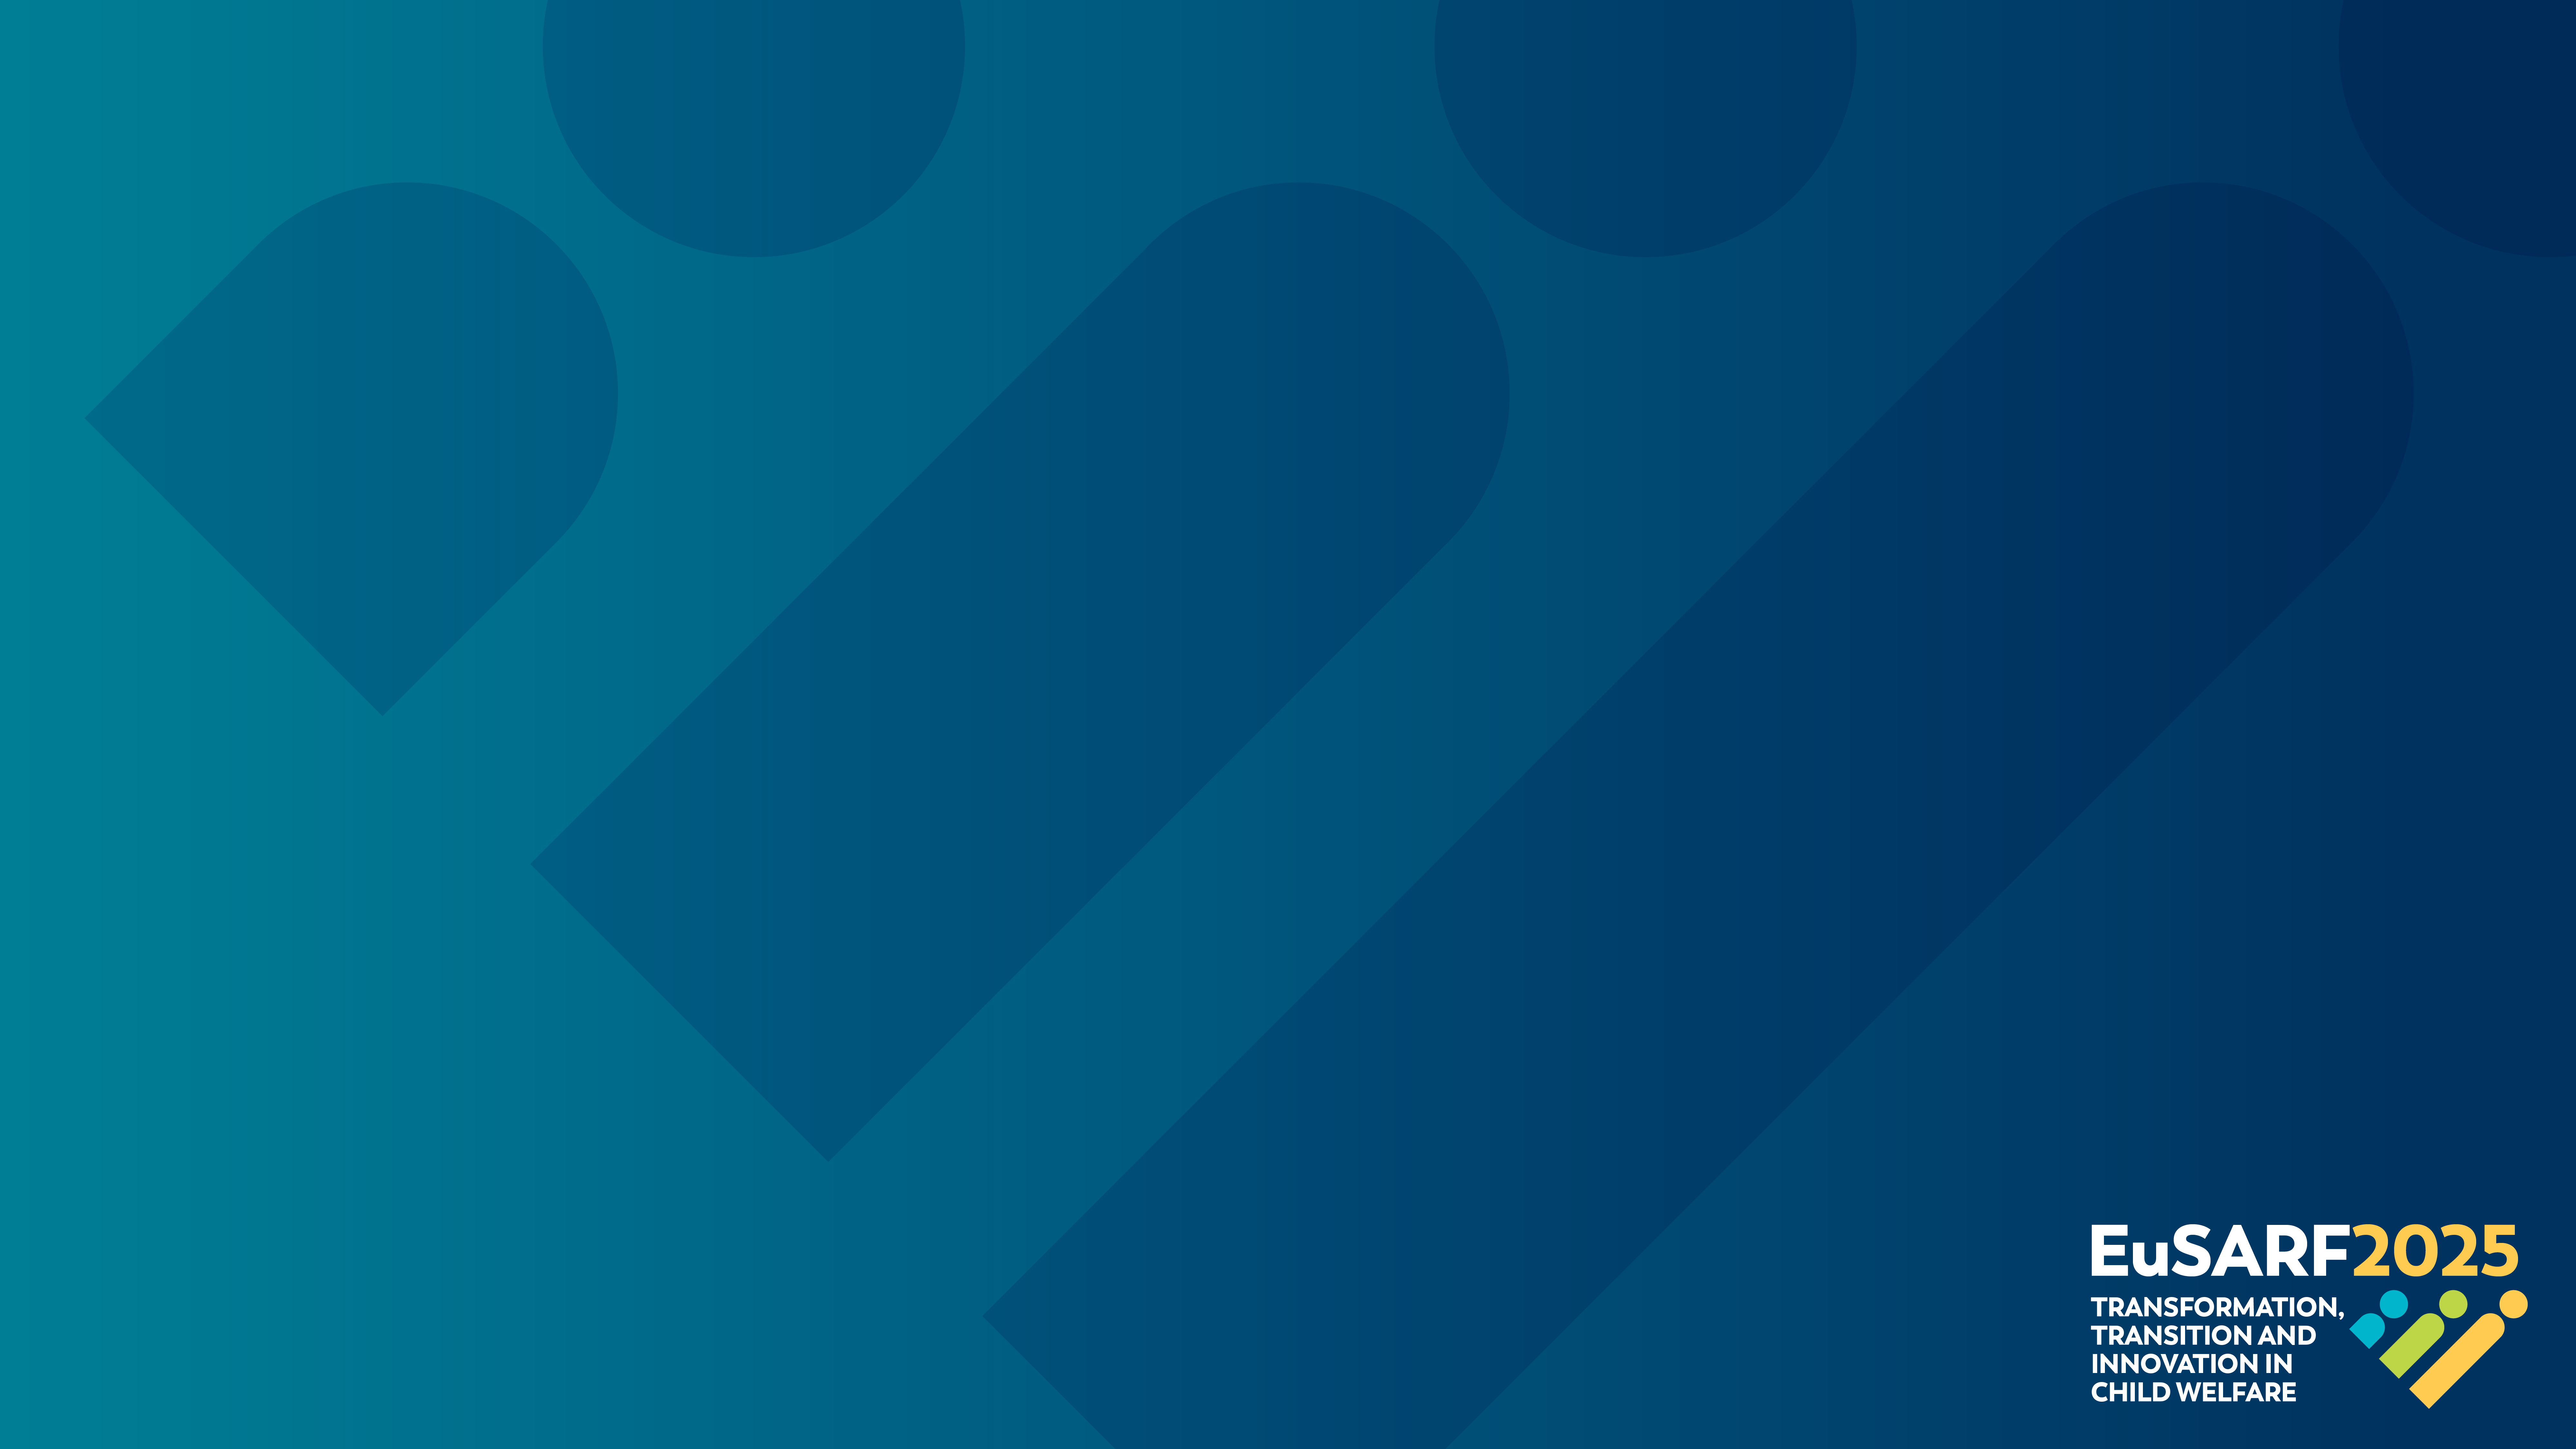 EuSARF2025
TRANSFORMATION,
TRANSITION AND
INNOVATION IN
CHILD WELFARE